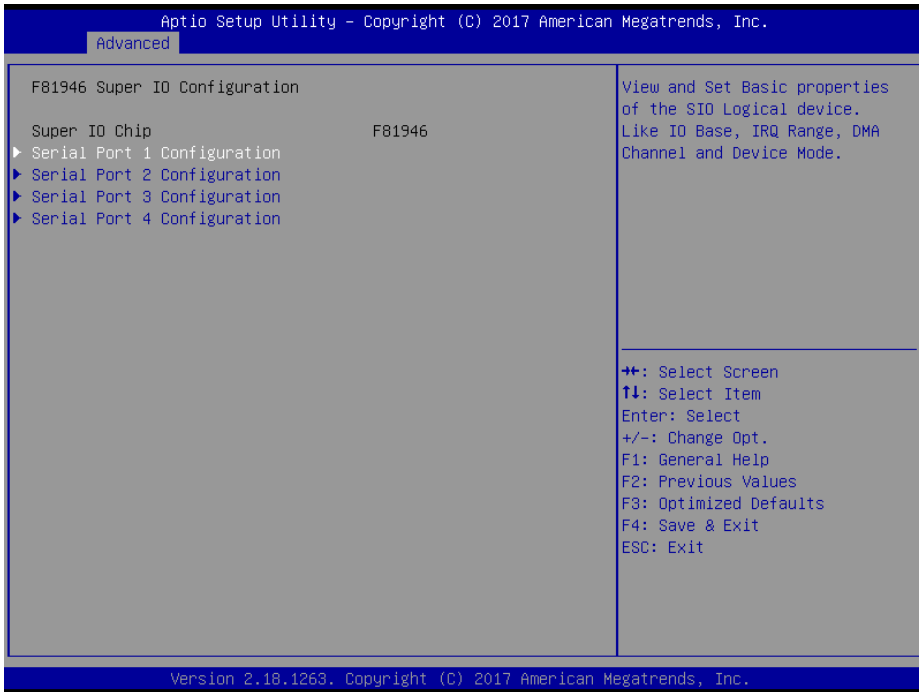 Aptio Setup Utility – Copyright (C) 2017 American Megatrends, Inc.
Advanced
F81946 Super IO Configuration
Super IO Chip F81946
Serial Port 1 Configuration
Serial Port 2 Configuration
Serial Port 3 Configuration
Serial Port 4 Configuration
View and Set Basic properties
of the SIO Logical device.
Like IO Base, IRQ Range, DMA
Channel and Device Mode.
→←: Select Screen
↑↓: Select Item
Enter: Select
+/-: Change Opt.
F1: General Help
F2: Previous Values
F3: Optimized Defaults
F4: Save & Exit
ESC: Exit
Version 2.18.1263. Copyright (C) 2017 American Megatrends, Inc.